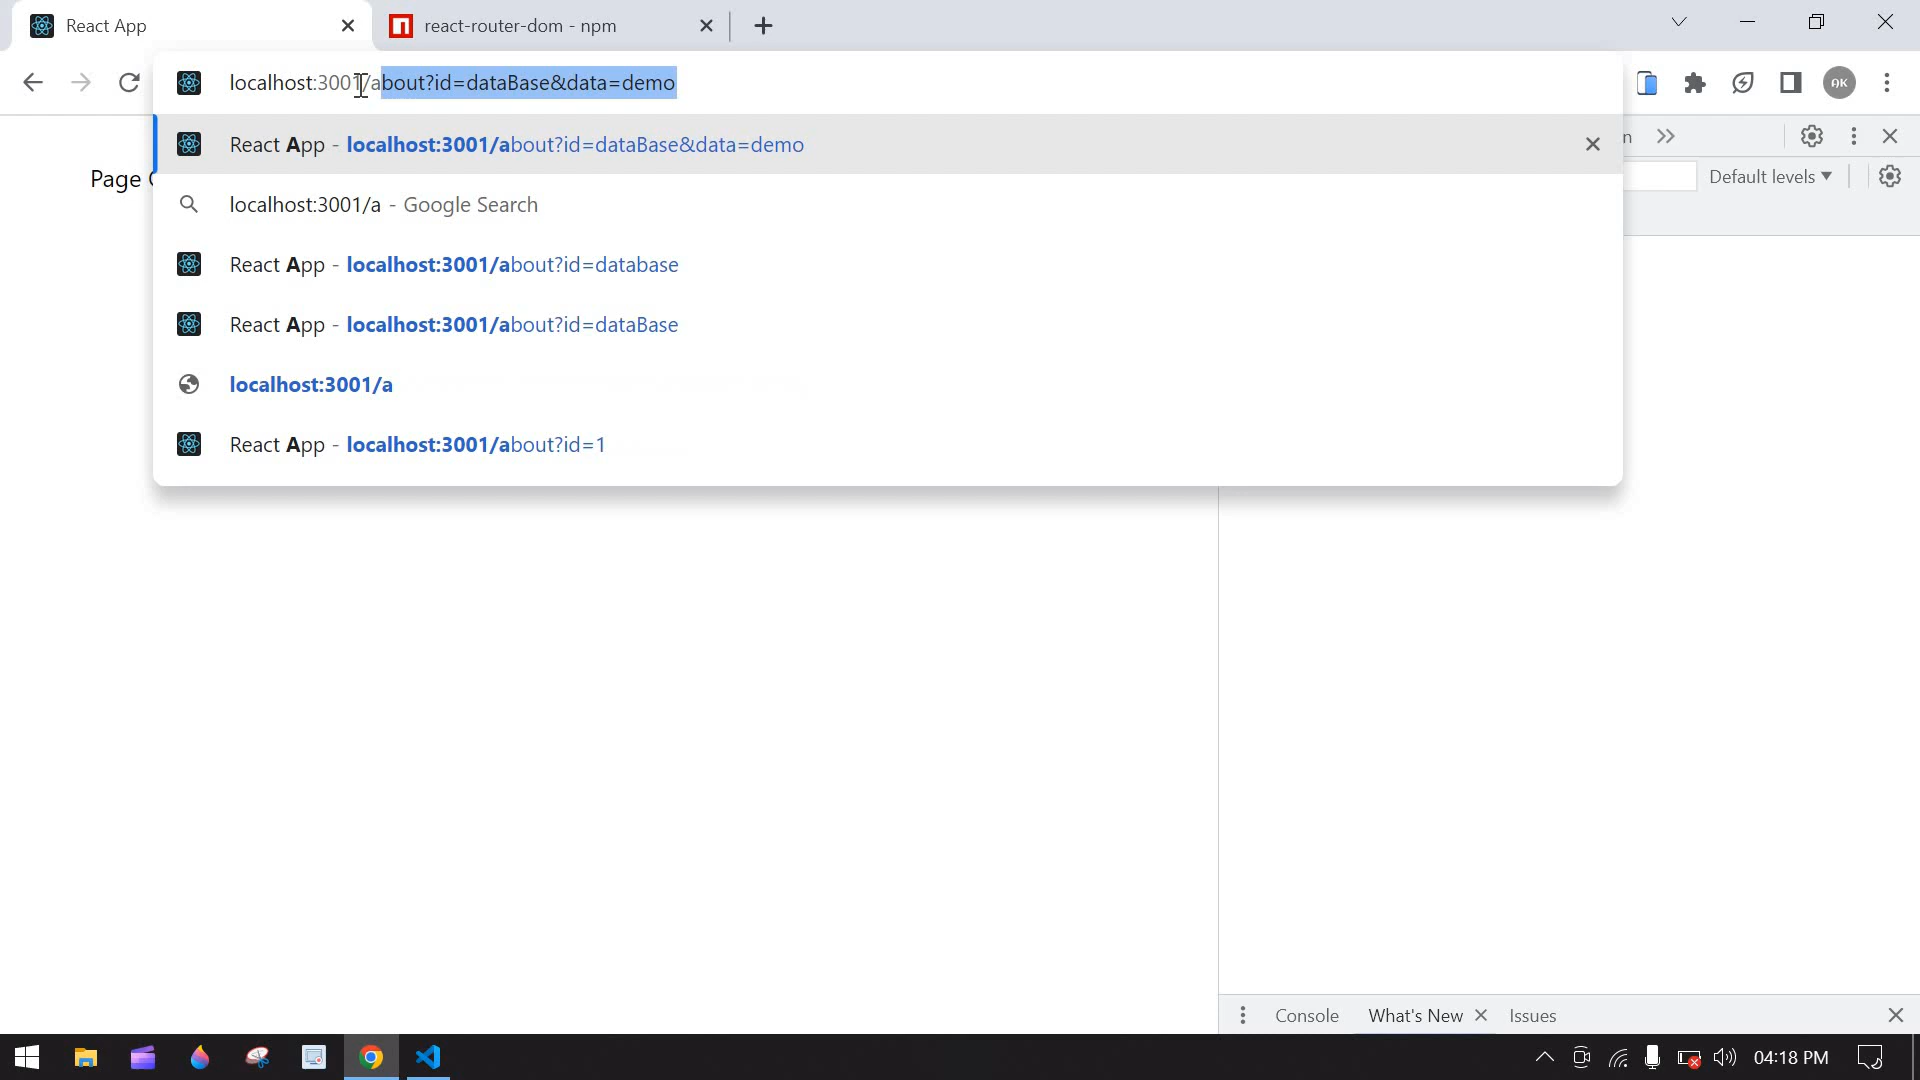 React App
react-router-dom - npm
localhost:3001/about?id=dataBase&data=demo
AK
React App - localhost:3001/about?id=dataBase&data=demo
Page
Default levels
localhost:3001/a - Google Search
React App - localhost:3001/about?id=database
React App - localhost:3001/about?id=dataBase
localhost:3001/a
React App - localhost:3001/about?id=1
Console
What's New
Issues
04:18 PM